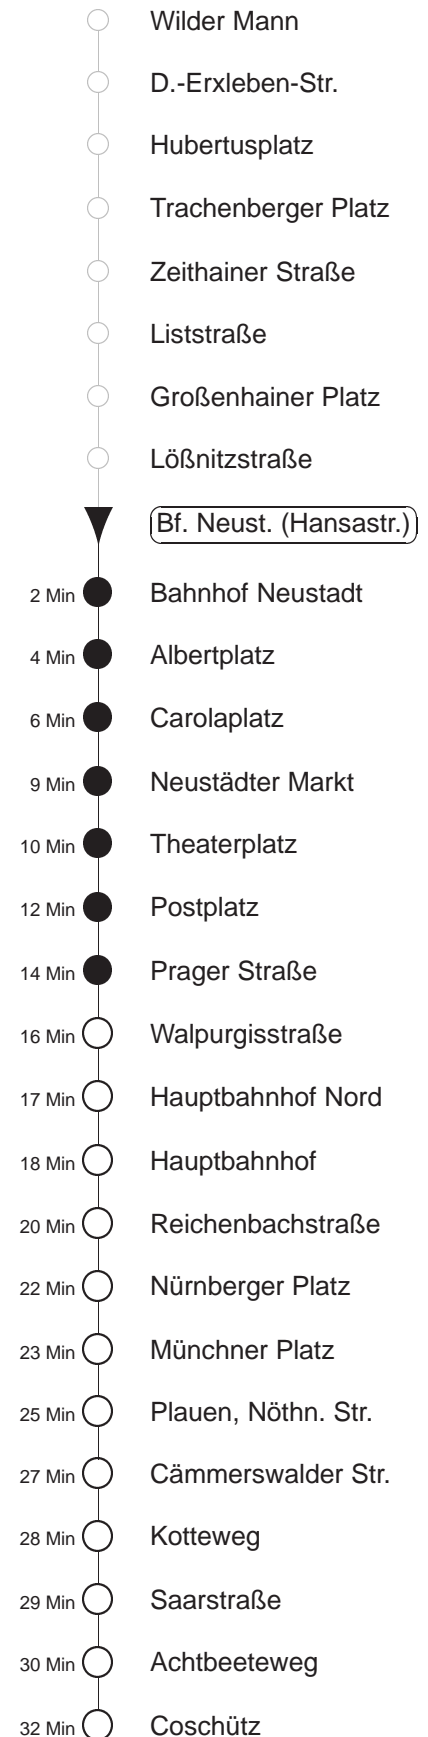 Wilder Mann
D.-Erxleben-Str.
Hubertusplatz
Trachenberger Platz
Zeithainer Straße
Liststraße
Großenhainer Platz
Lößnitzstraße
Bf. Neust. (Hansastr.)
2 Min Bahnhof Neustadt
4 Min Albertplatz
6 Min Carolaplatz
9 Min Neustädter Markt
10 Min Theaterplatz
12 Min Postplatz
14 Min Prager Straße
16 Min Walpurgisstraße
17 Min Hauptbahnhof Nord
18 Min Hauptbahnhof
20 Min Reichenbachstraße
22 Min Nürnberger Platz
23 Min Münchner Platz
25 Min Plauen, Nöthn. Str.
27 Min Cämmerswalder Str.
28 Min Kotteweg
29 Min Saarstraße
30 Min Achtbeeteweg
32 Min Coschütz